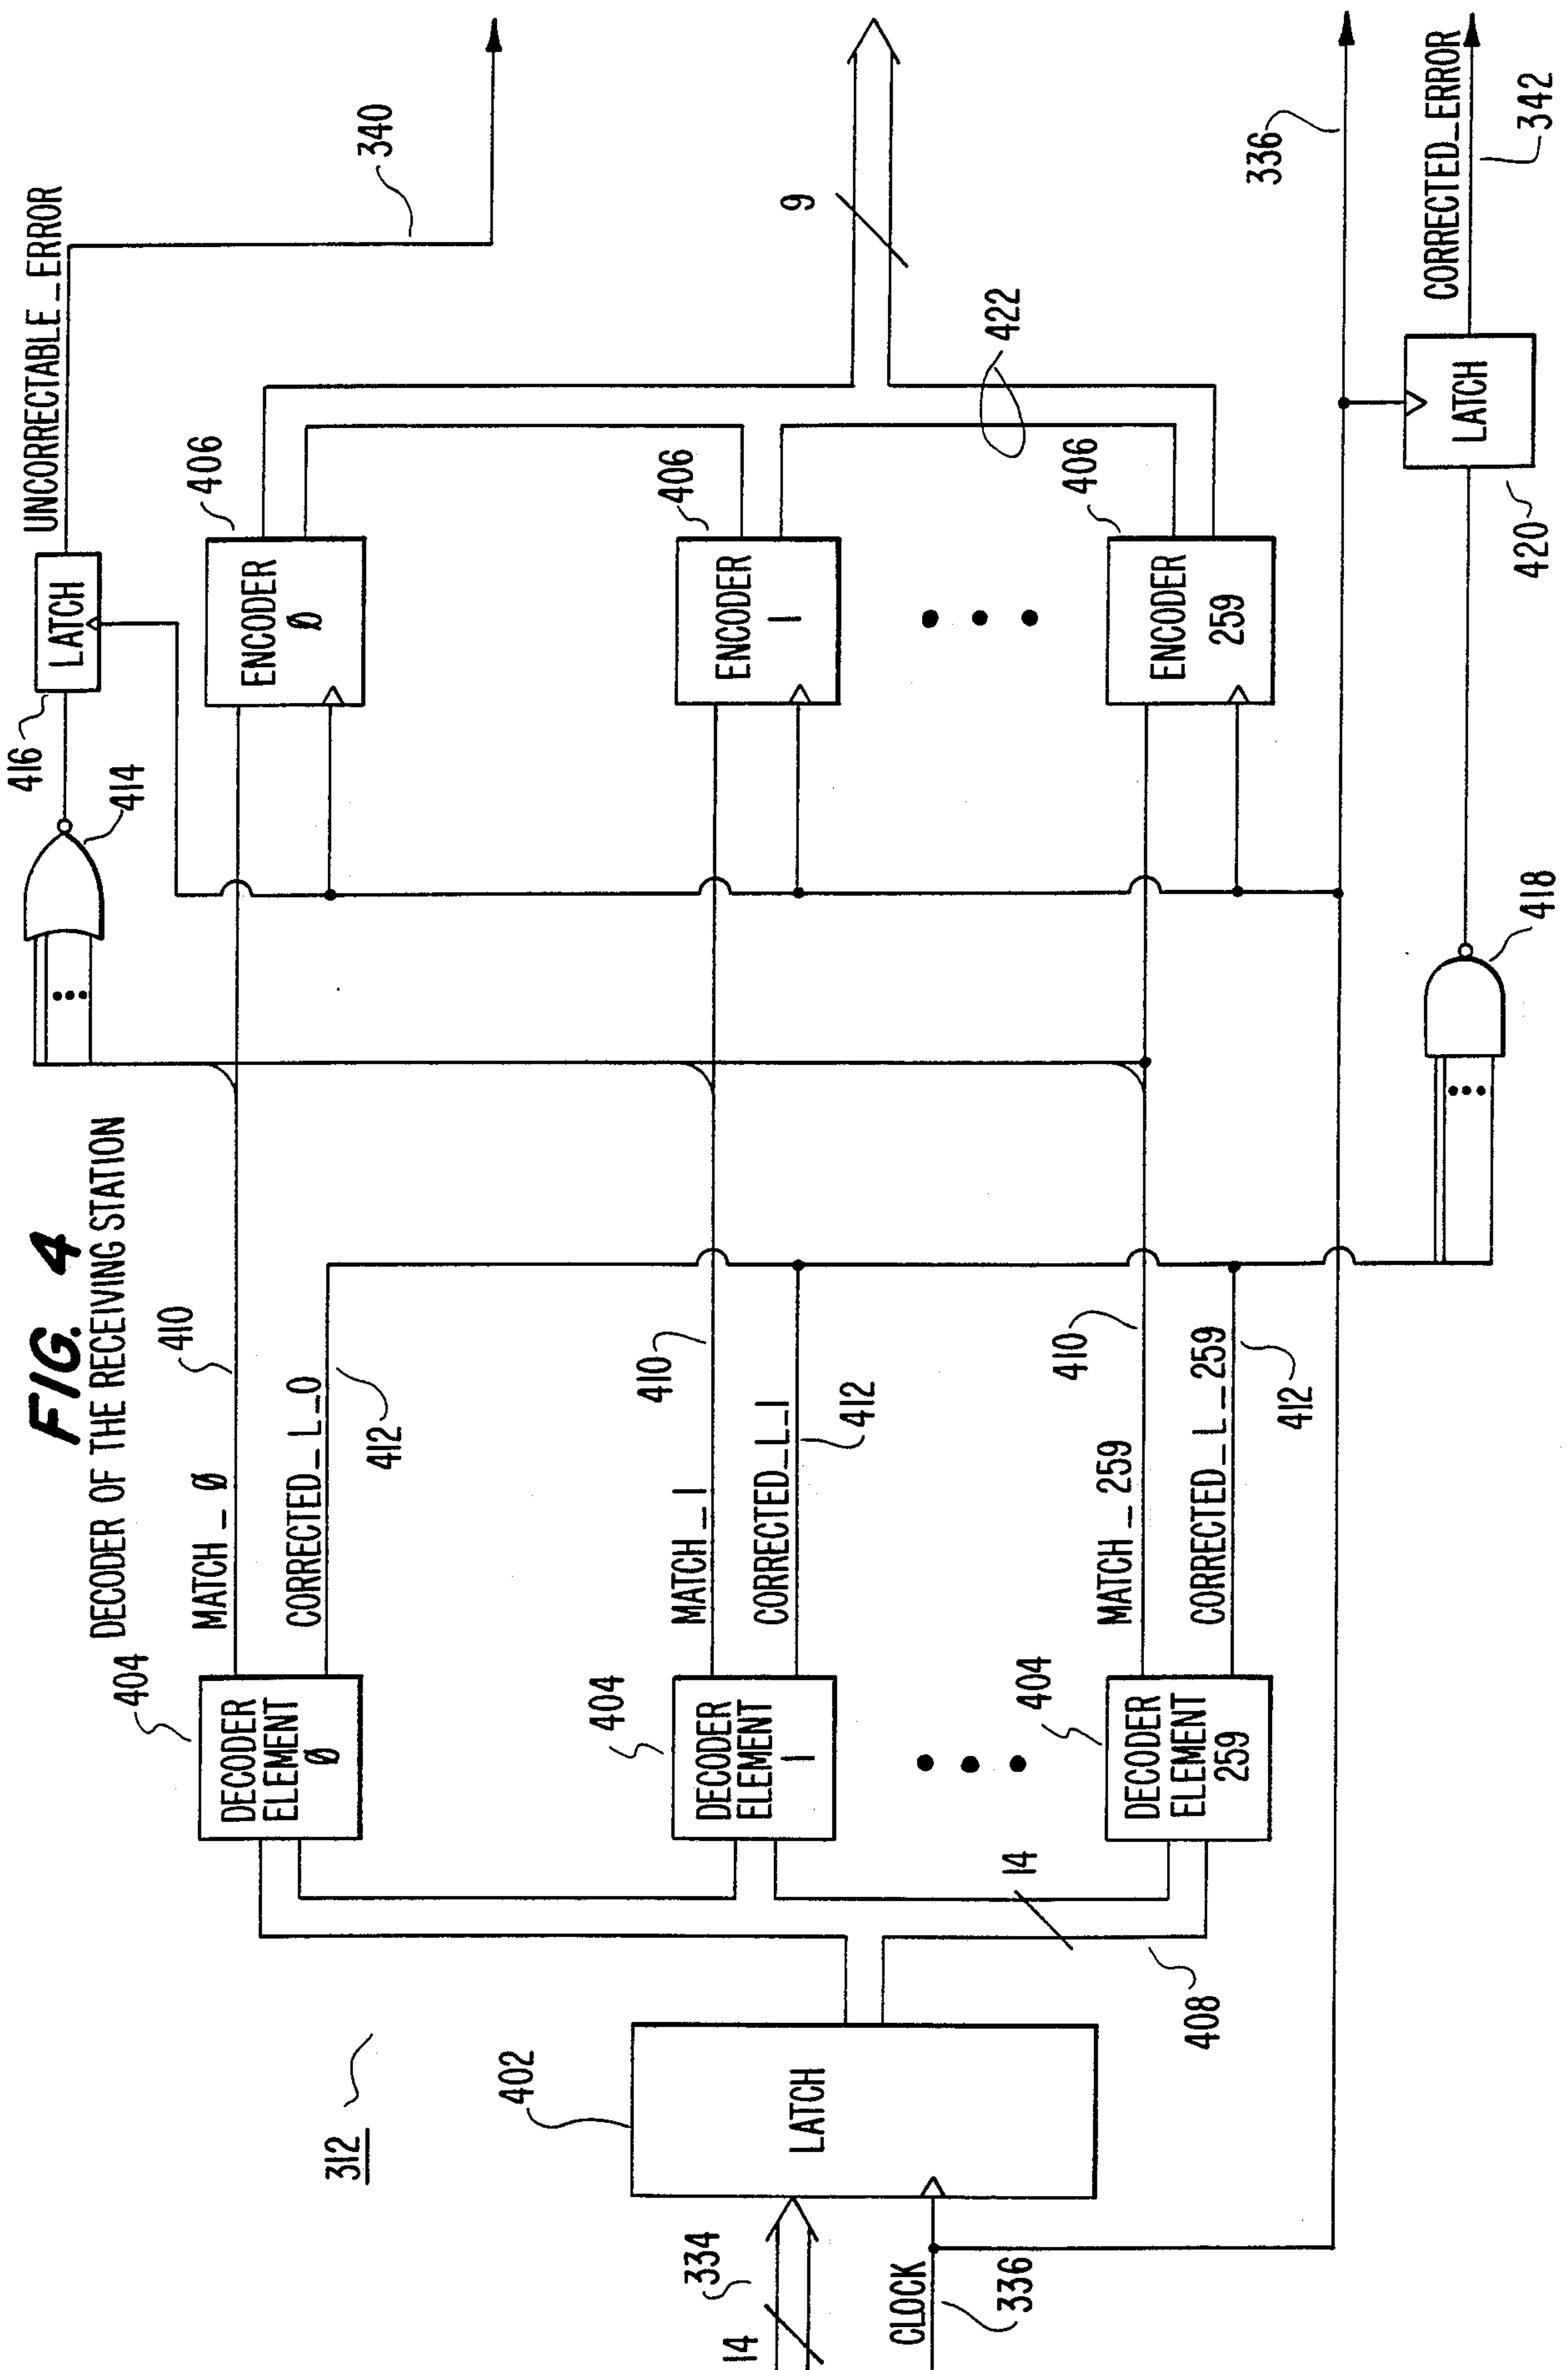 FIG. 4
DECODER OF THE RECEIVING STATION
312
14
334
CLOCK
336
402
LATCH
408
14
404
DECODER
ELEMENT
Ø
404
DECODER
ELEMENT
1
404
DECODER
ELEMENT
259
MATCH_Ø
410
CORRECTED_L_0
412
MATCH_1
410
CORRECTED_L_1
412
MATCH_259
410
CORRECTED_L_259
412
414
416
LATCH
UNCORRECTABLE_ERROR
340
406
ENCODER
Ø
406
ENCODER
1
406
ENCODER
259
422
9
336
418
420
LATCH
CORRECTED_ERROR
342